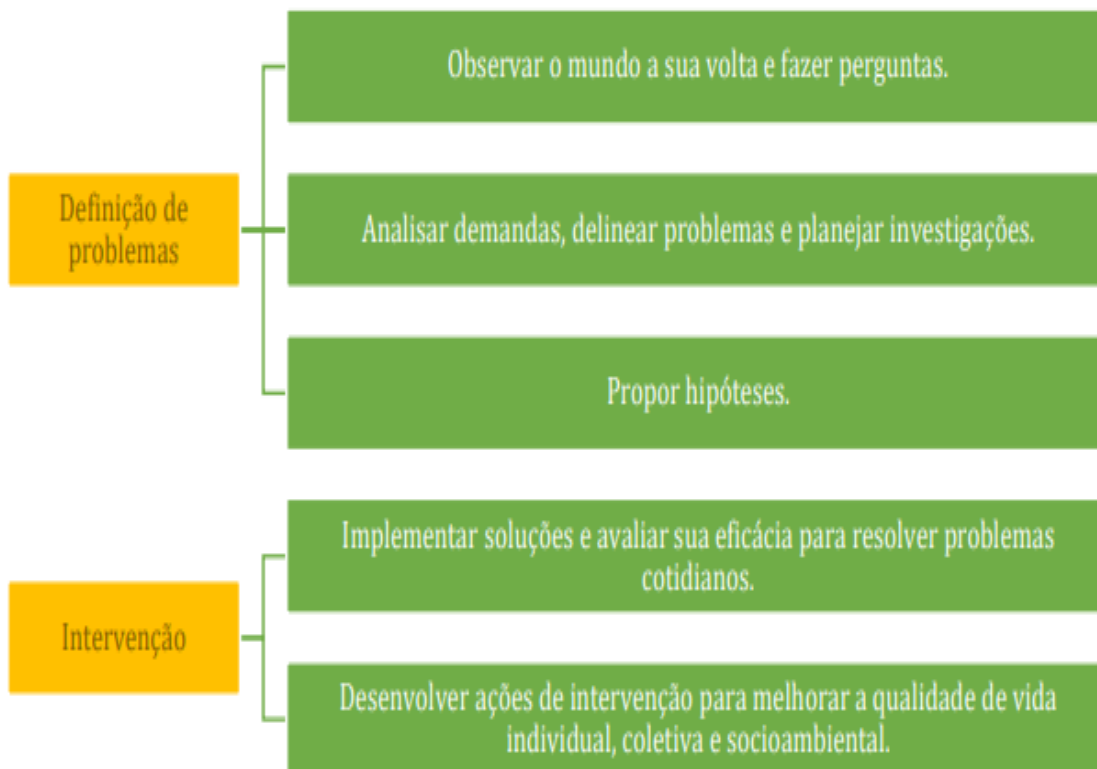 Definição de
problemas
Observar o mundo a sua volta e fazer perguntas.
Analisar demandas, delinear problemas e planejar investigações.
Propor hipóteses.
Intervenção
Implementar soluções e avaliar sua eficácia para resolver problemas
cotidianos.
Desenvolver ações de intervenção para melhorar a qualidade de vida
individual, coletiva e socioambiental.